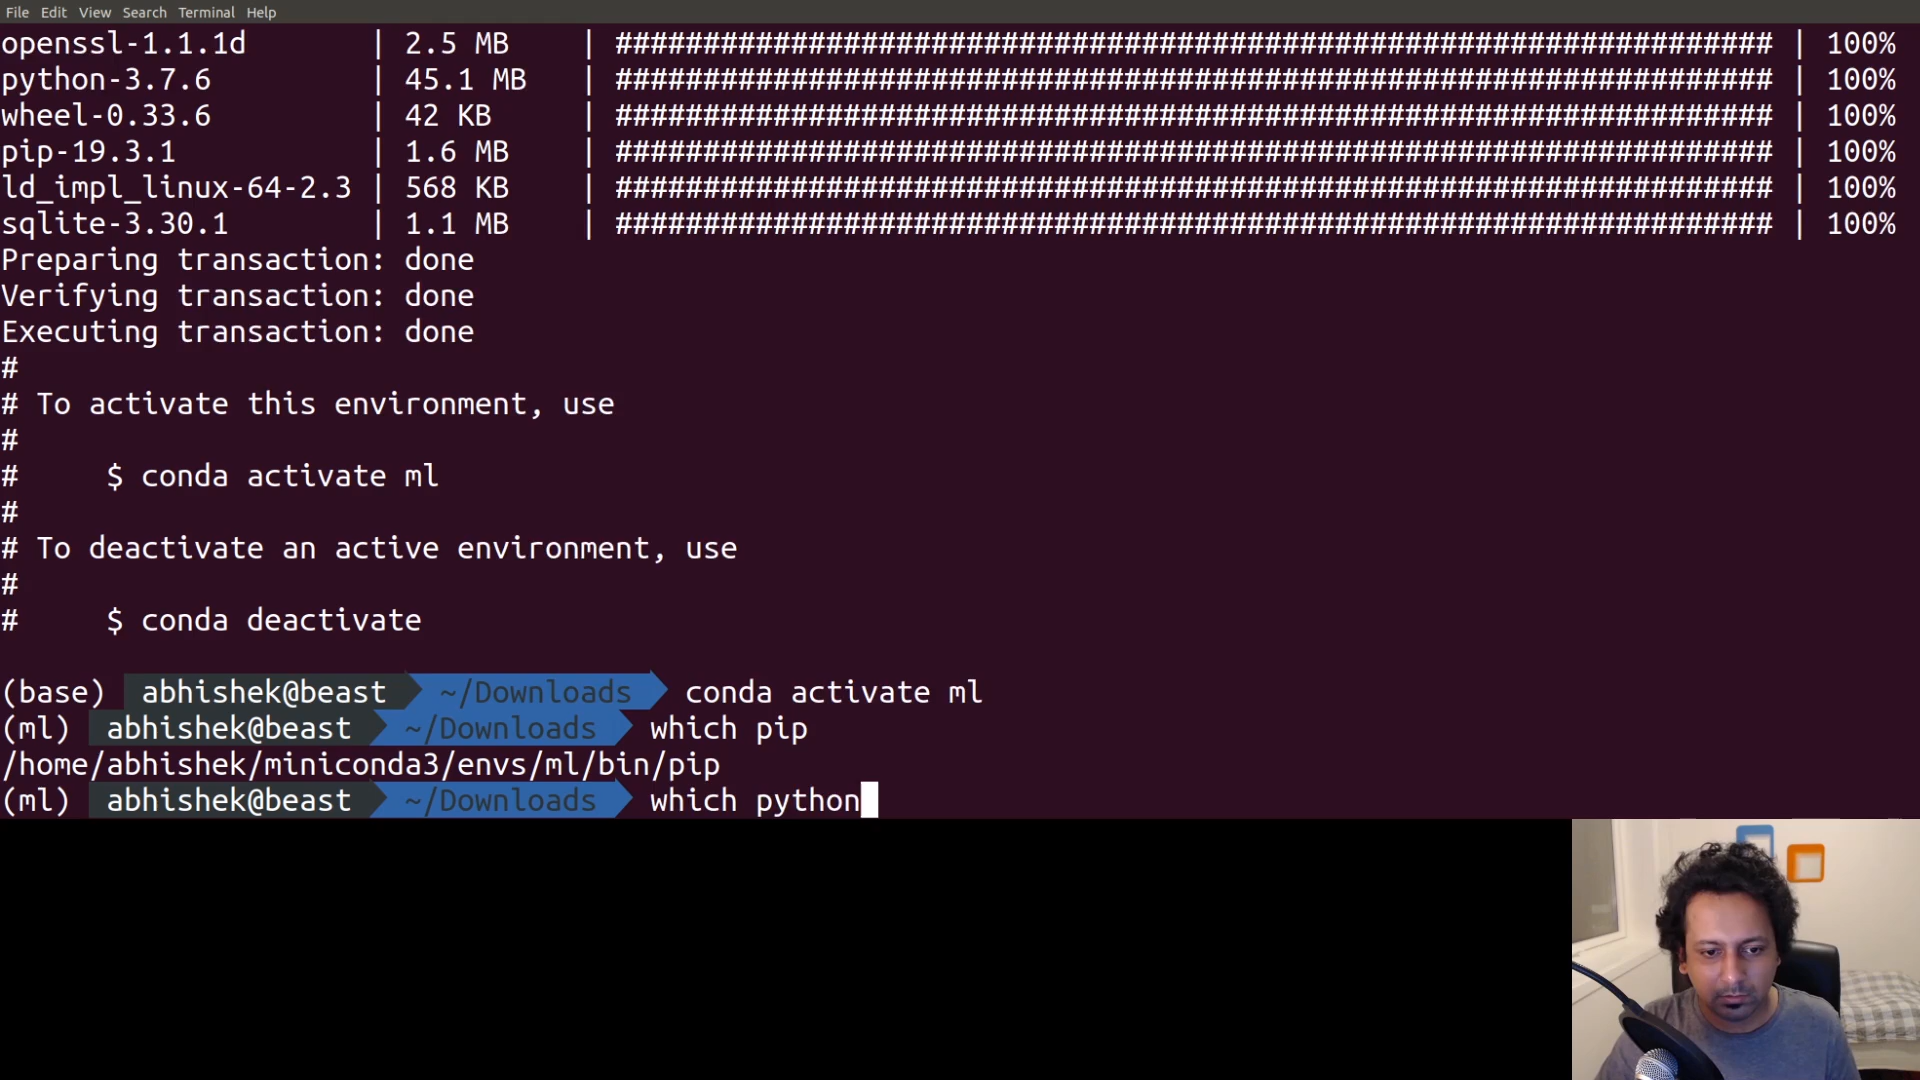 File Edit View Search Terminal Help
openssl-1.1.1d | 2.5 MB | ################################################################## | 100%
python-3.7.6 | 45.1 MB | ################################################################## | 100%
wheel-0.33.6 | 42 KB | ################################################################## | 100%
pip-19.3.1 | 1.6 MB | ################################################################## | 100%
ld_impl_linux-64-2.3 | 568 KB | ################################################################## | 100%
sqlite-3.30.1 | 1.1 MB | ################################################################## | 100%
Preparing transaction: done
Verifying transaction: done
Executing transaction: done
#
# To activate this environment, use
#
# $ conda activate ml
#
# To deactivate an active environment, use
#
# $ conda deactivate
(base) abhishek@beast ~/Downloads conda activate ml
(ml) abhishek@beast ~/Downloads which pip
/home/abhishek/miniconda3/envs/ml/bin/pip
(ml) abhishek@beast ~/Downloads which python